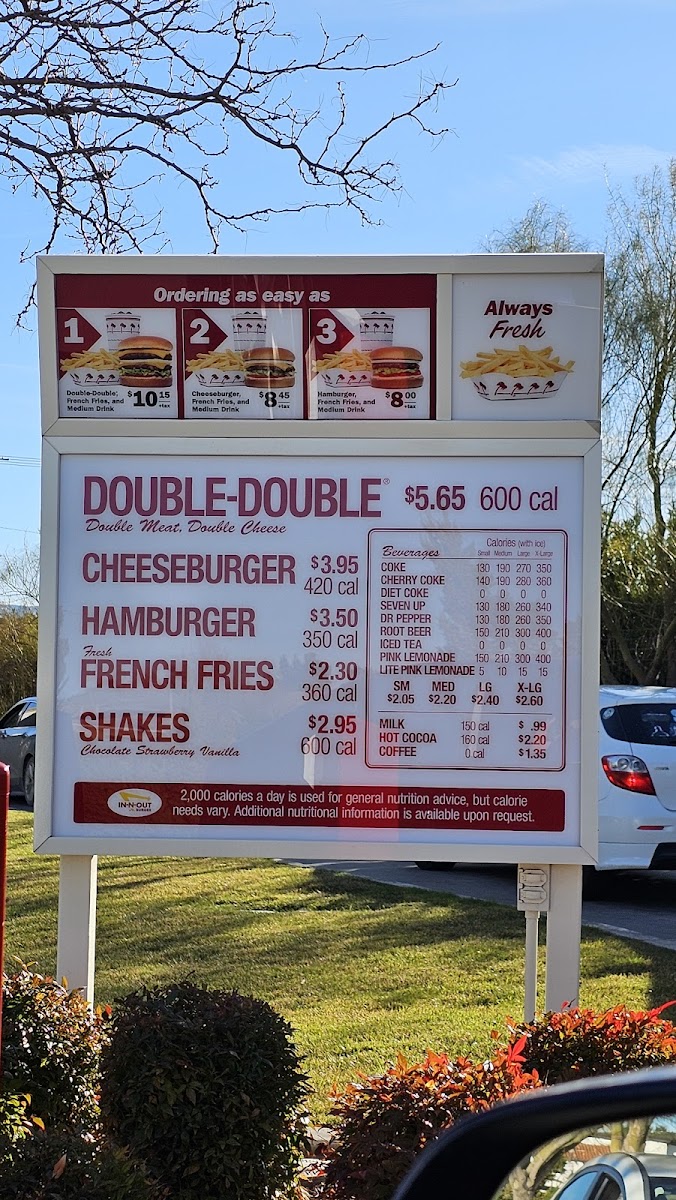 Ordering as easy as
1
Double-Double®,
French Fries, and
Medium Drink
$10 15
+tax
2
Cheeseburger,
French Fries, and
Medium Drink
$8 45
+tax
3
Hamburger,
French Fries, and
Medium Drink
$8 00
+tax
Always
Fresh
DOUBLE-DOUBLE® $5.65 600 cal
Double Meat, Double Cheese
CHEESEBURGER $3.95
420 cal
HAMBURGER $3.50
350 cal
Fresh
FRENCH FRIES $2.30
360 cal
SHAKES $2.95
Chocolate Strawberry Vanilla 600 cal
Calories (with ice)
Beverages Small Medium Large X-Large
COKE 130 190 270 350
CHERRY COKE 140 190 280 360
DIET COKE 0 0 0 0
SEVEN UP 130 180 260 340
DR PEPPER 130 180 260 350
ROOT BEER 150 210 300 400
ICED TEA 0 0 0 0
PINK LEMONADE 150 210 300 400
LITE PINK LEMONADE 5 10 15 15
SM MED LG X-LG
$2.05 $2.20 $2.40 $2.60
MILK 150 cal $ .99
HOT COCOA 160 cal $2.20
COFFEE 0 cal $1.35
IN-N-OUT
BURGER
2,000 calories a day is used for general nutrition advice, but calorie
needs vary. Additional nutritional information is available upon request.